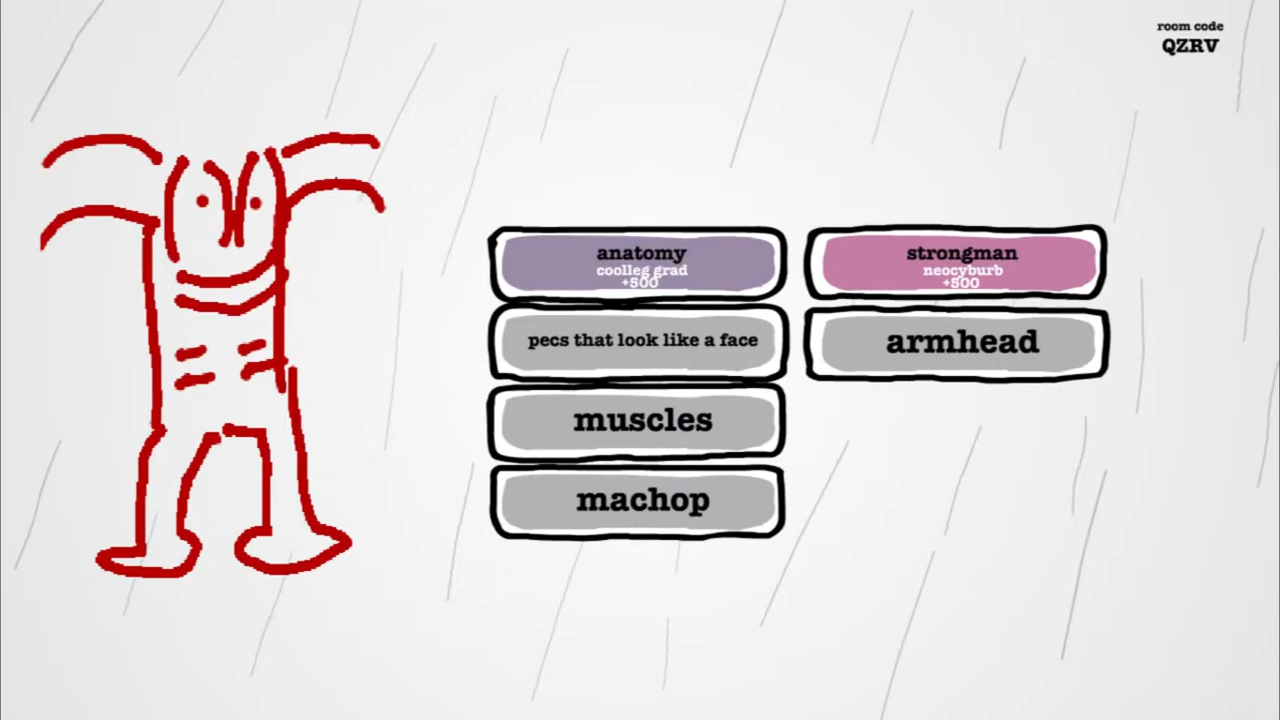 room code
QZRV
anatomy
coolleg grad
+500
strongman
neocyburb
+500
pecs that look like a face
armhead
muscles
machop